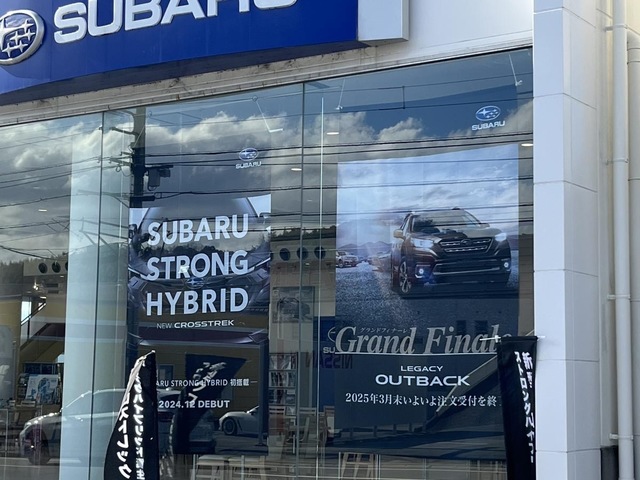 SUBARU
SUBARU
SUBARU
SUBARU
STRONG
HYBRID
NEW CROSSTREK
ARU STRONG HYBRID 初搭載
2024.12 DEBUT
グランドフィナーレ
Grand Finale
LEGACY
OUTBACK
2025年3月末いよいよ注文受付を終
NISSAN